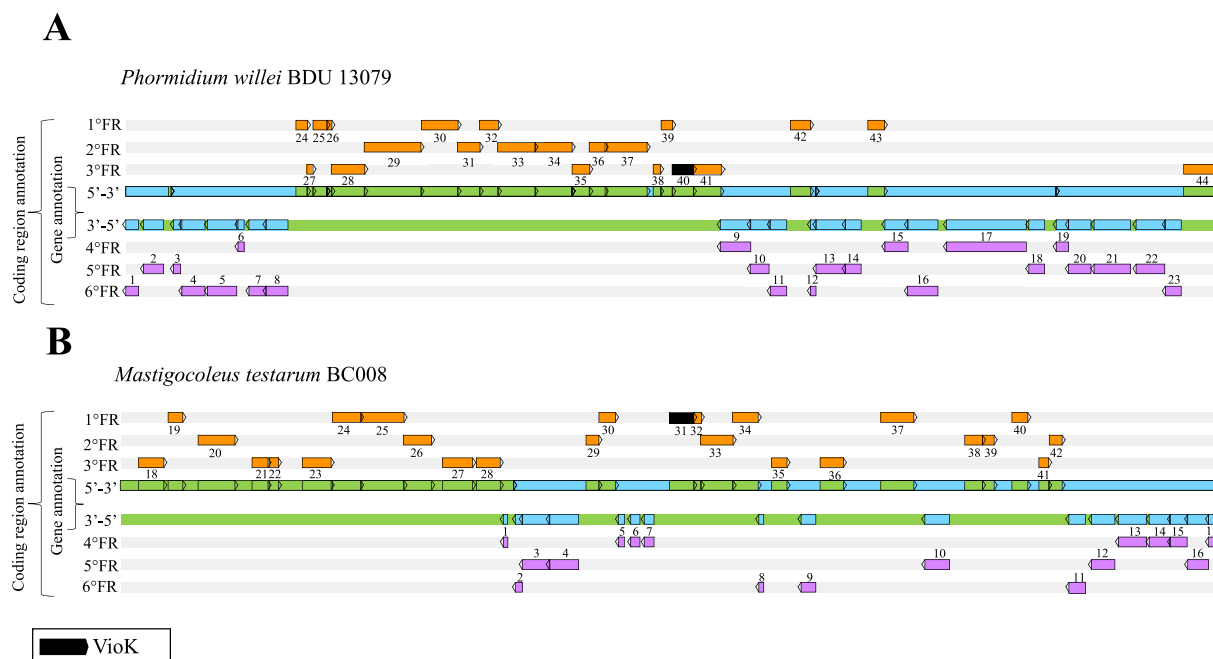 A
Phormidium willei BDU 13079
Coding region annotation
Gene annotation
1°FR 24 25 26 30 32 39 42 43
2°FR 29 31 33 34 36 37
3°FR 27 28 35 38 40 41 44
5’-3’
3’-5’
4°FR 6 9 15 17 19
5°FR 2 3 10 13 14 18 20 21 22
6°FR 1 4 5 7 8 11 12 16 23
B
Mastigocoleus testarum BC008
Coding region annotation
Gene annotation
1°FR 19 24 25 30 31 32 34 37 40
2°FR 20 26 29 33 38 39 42
3°FR 18 21 22 23 27 28 35 36 41
5’-3’
3’-5’
4°FR 1 5 6 7 13 14 15 1
5°FR 3 4 10 12 16
6°FR 2 8 9 11
VioK